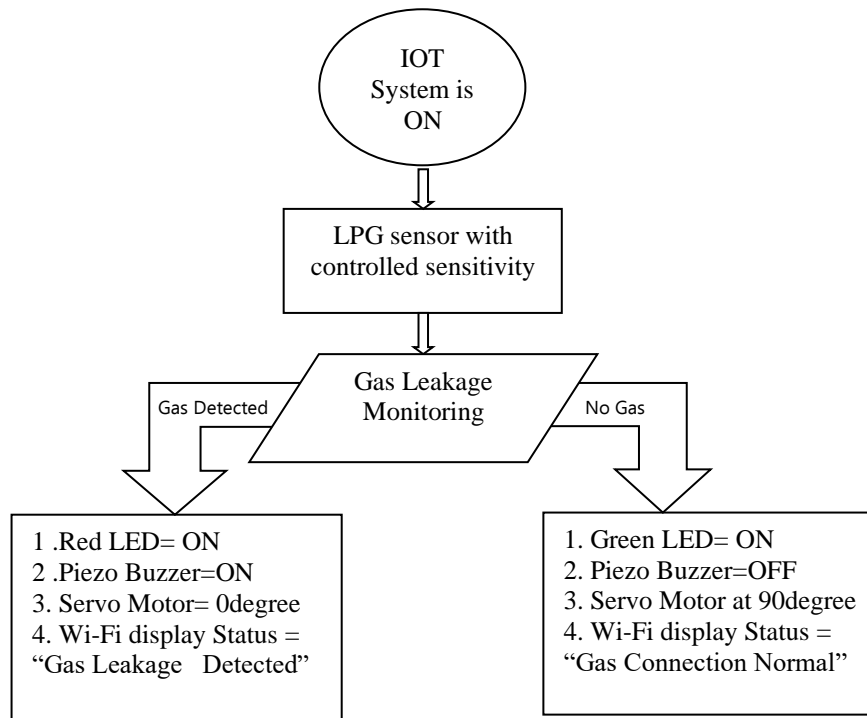 IOT
System is
ON
LPG sensor with
controlled sensitivity
Gas Leakage
Monitoring
Gas Detected
No Gas
1 .Red LED= ON
2 .Piezo Buzzer=ON
3. Servo Motor= 0degree
4. Wi-Fi display Status =
“Gas Leakage Detected”
1. Green LED= ON
2. Piezo Buzzer=OFF
3. Servo Motor at 90degree
4. Wi-Fi display Status =
“Gas Connection Normal”